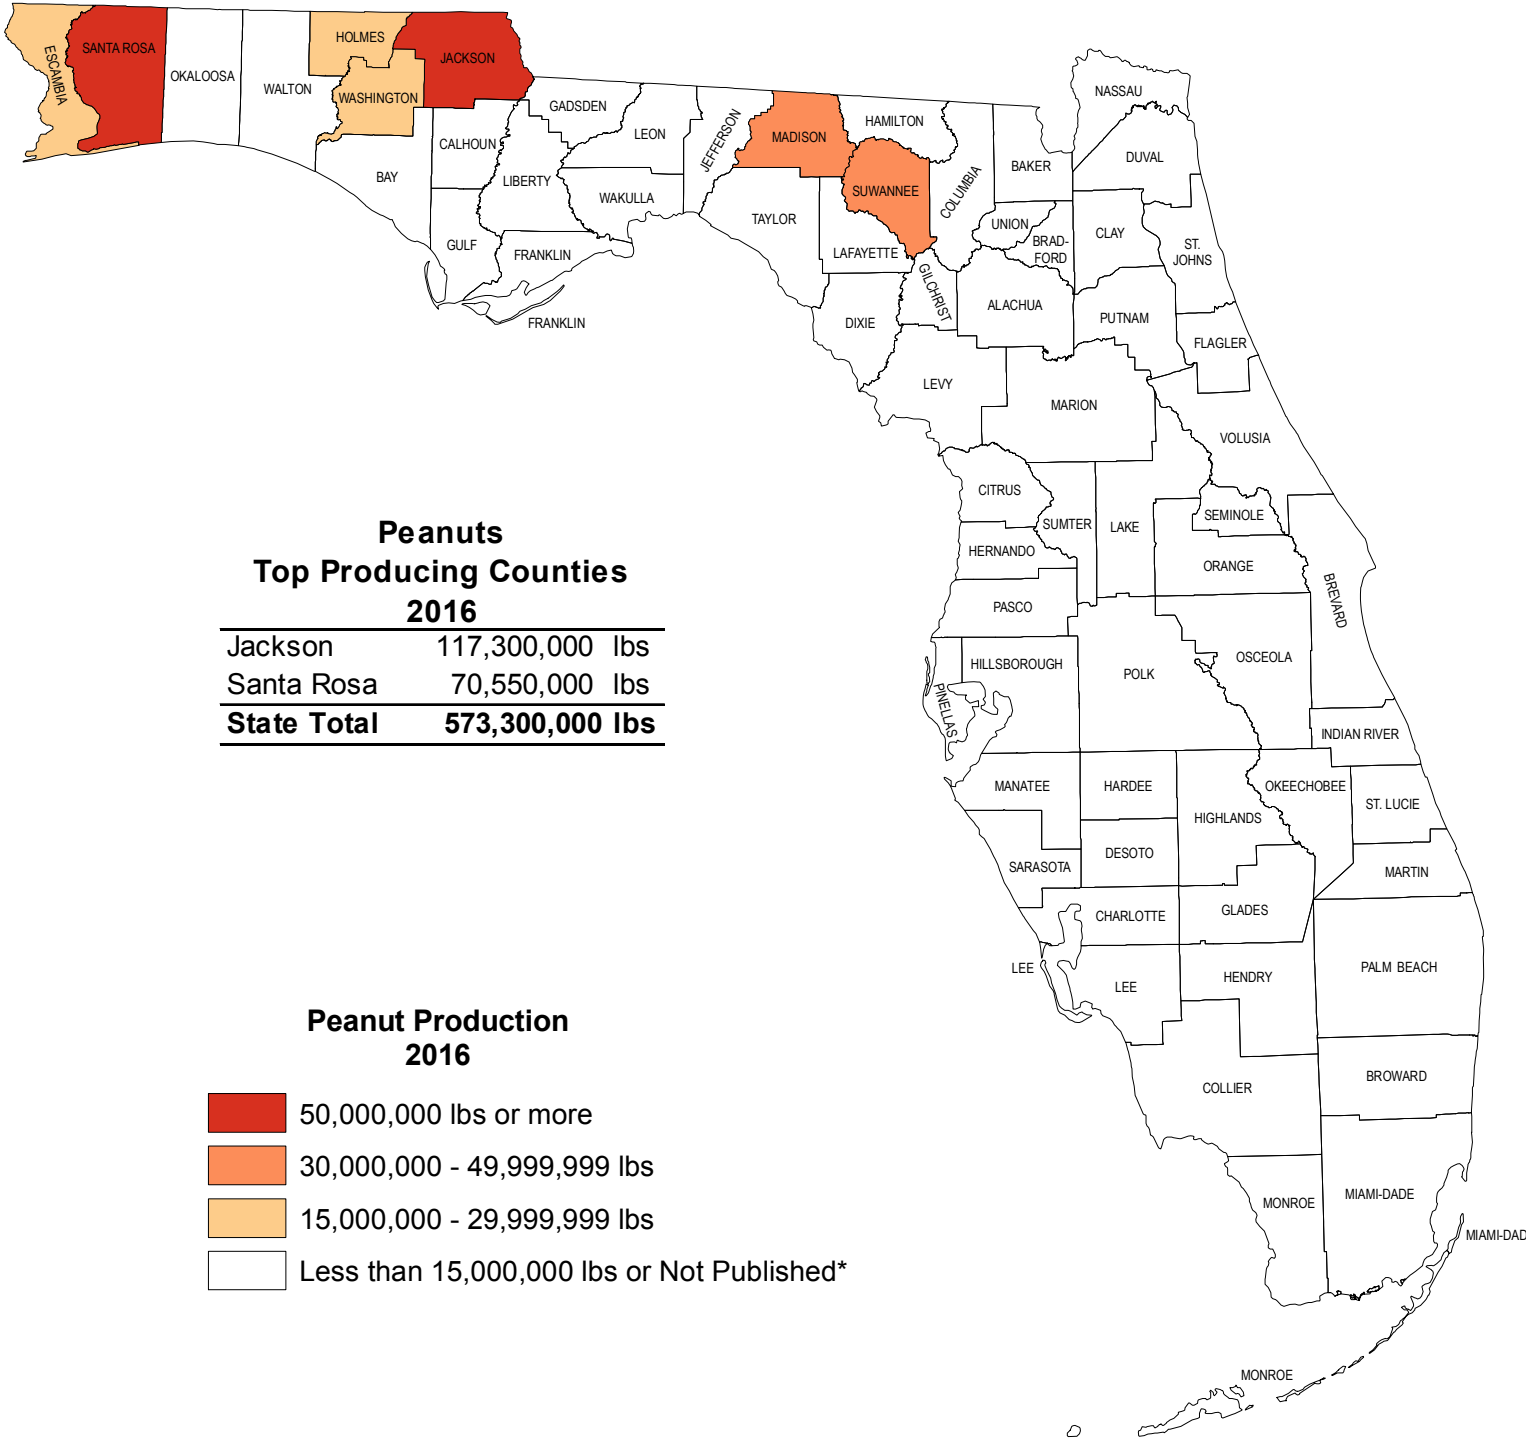 ESCAMBIA
SANTA ROSA
OKALOOSA
WALTON
HOLMES
WASHINGTON
JACKSON
BAY
CALHOUN
GULF
LIBERTY
GADSDEN
FRANKLIN
FRANKLIN
LEON
WAKULLA
JEFFERSON
MADISON
TAYLOR
HAMILTON
SUWANNEE
LAFAYETTE
DIXIE
COLUMBIA
GILCHRIST
BAKER
NASSAU
DUVAL
UNION
BRAD-
FORD
CLAY
ST.
JOHNS
ALACHUA
PUTNAM
FLAGLER
LEVY
MARION
VOLUSIA
CITRUS
SUMTER
LAKE
SEMINOLE
HERNANDO
ORANGE
PASCO
BREVARD
HILLSBOROUGH
PINELLAS
POLK
OSCEOLA
INDIAN RIVER
MANATEE
HARDEE
HIGHLANDS
OKEECHOBEE
ST. LUCIE
SARASOTA
DESOTO
MARTIN
CHARLOTTE
GLADES
LEE
LEE
HENDRY
PALM BEACH
COLLIER
BROWARD
MONROE
MIAMI-DADE
MIAMI-DAD
MONROE
Peanuts
Top Producing Counties
2016
Jackson 117,300,000 lbs
Santa Rosa 70,550,000 lbs
State Total 573,300,000 lbs
Peanut Production
2016
50,000,000 lbs or more
30,000,000 - 49,999,999 lbs
15,000,000 - 29,999,999 lbs
Less than 15,000,000 lbs or Not Published*